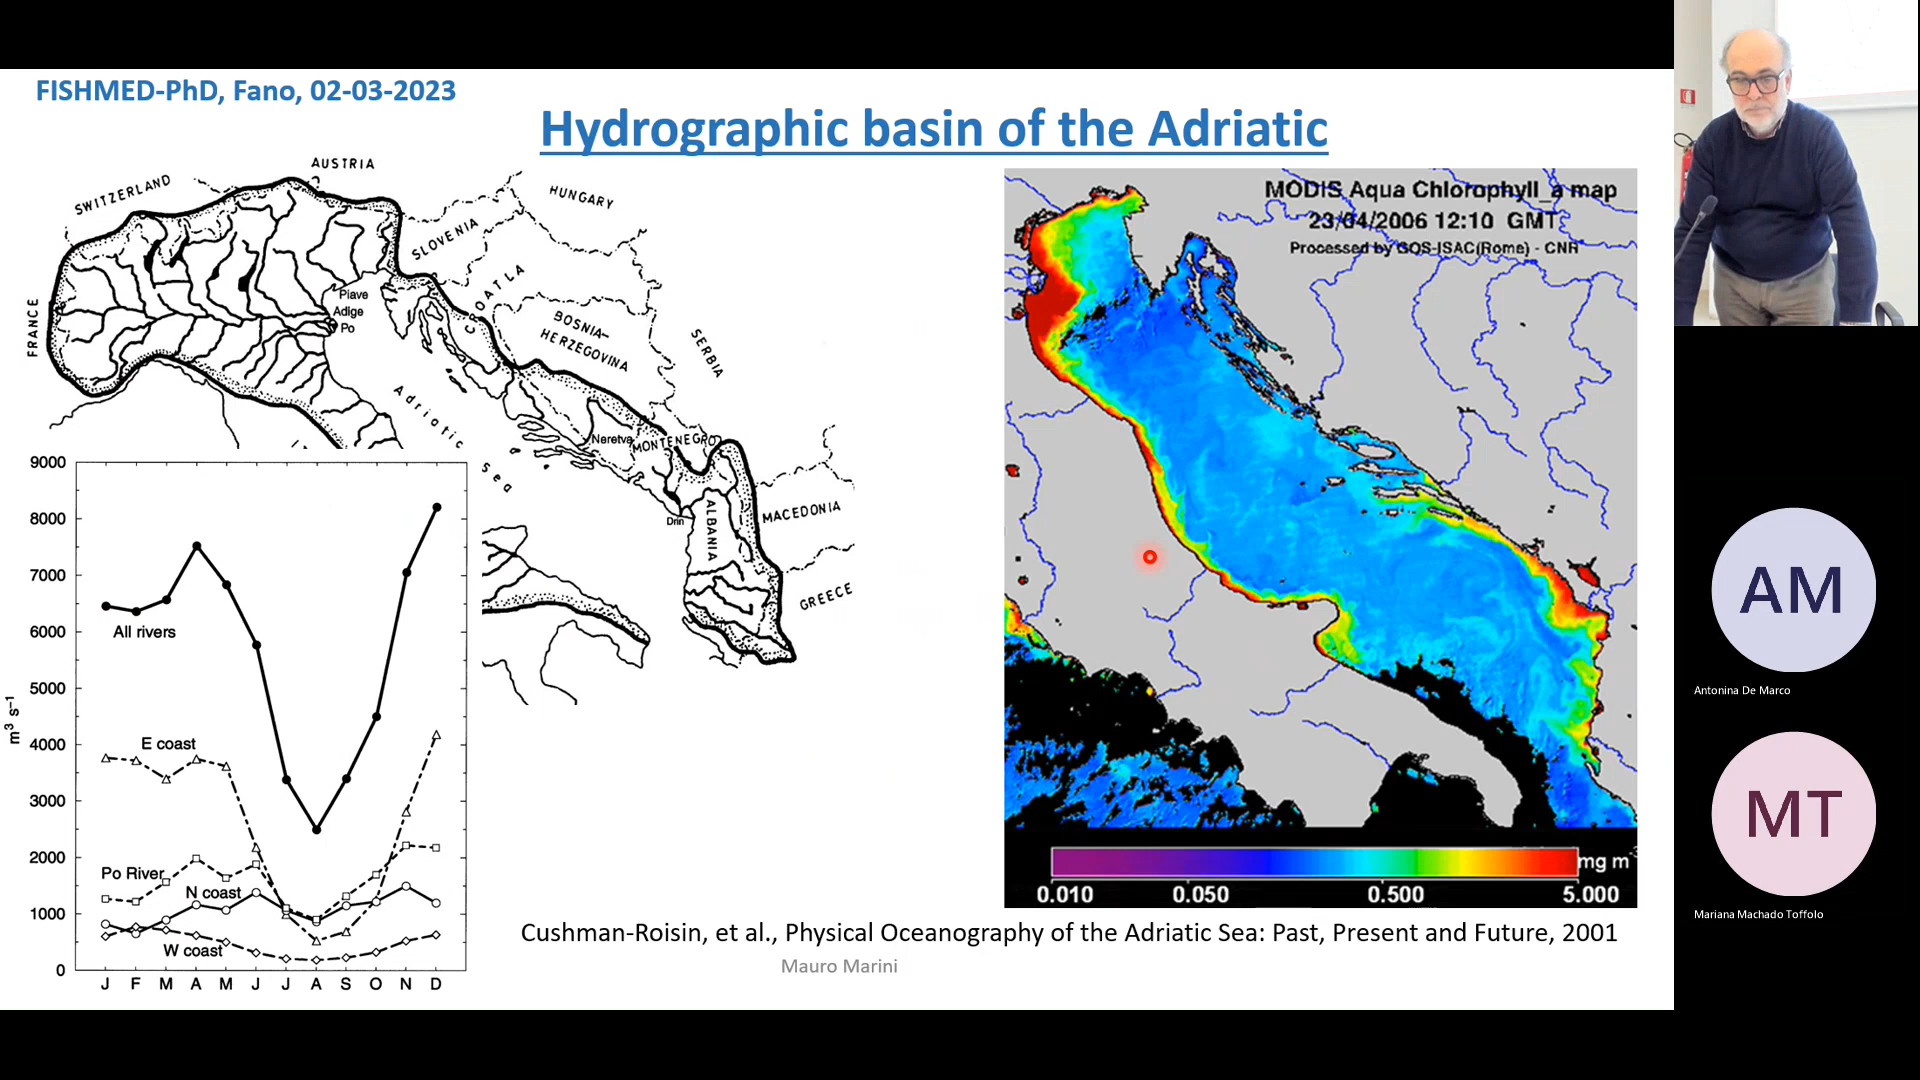 FISHMED-PhD, Fano, 02-03-2023
Hydrographic basin of the Adriatic
AUSTRIA
SWITZERLAND
HUNGARY
SLOVENIA
CROATLA
FRANCE
Piave
Adige
Po
BOSNIA-
HERZEGOVINA
SERBIA
Adriatic
Sea
Neretva
MONTENEGRO
Drin
ALBANIA
MACEDONIA
GREECE
9000
8000
7000
6000
5000
4000
3000
2000
1000
0
m³ s⁻¹
All rivers
E coast
Po River
N coast
W coast
J F M A M J J A S O N D
MODIS Aqua Chlorophyll_a map
23/04/2006 12:10 GMT
Processed by GOS-ISAC(Rome) - CNR
mg m⁻³
0.010 0.050 0.500 5.000
Cushman-Roisin, et al., Physical Oceanography of the Adriatic Sea: Past, Present and Future, 2001
Mauro Marini
AM
Antonina De Marco
MT
Mariana Machado Toffolo